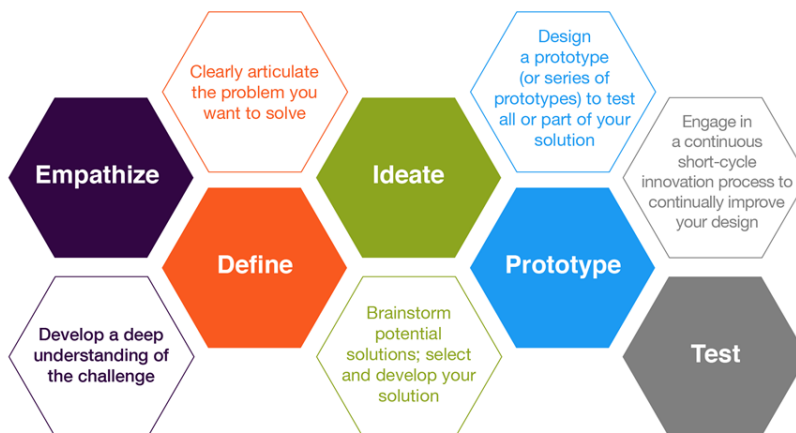 Empathize
Develop a deep
understanding of
the challenge
Clearly articulate
the problem you
want to solve
Define
Ideate
Brainstorm
potential
solutions; select
and develop your
solution
Design
a prototype
(or series of
prototypes) to test
all or part of your
solution
Prototype
Engage in
a continuous
short-cycle
innovation process to
continually improve
your design
Test